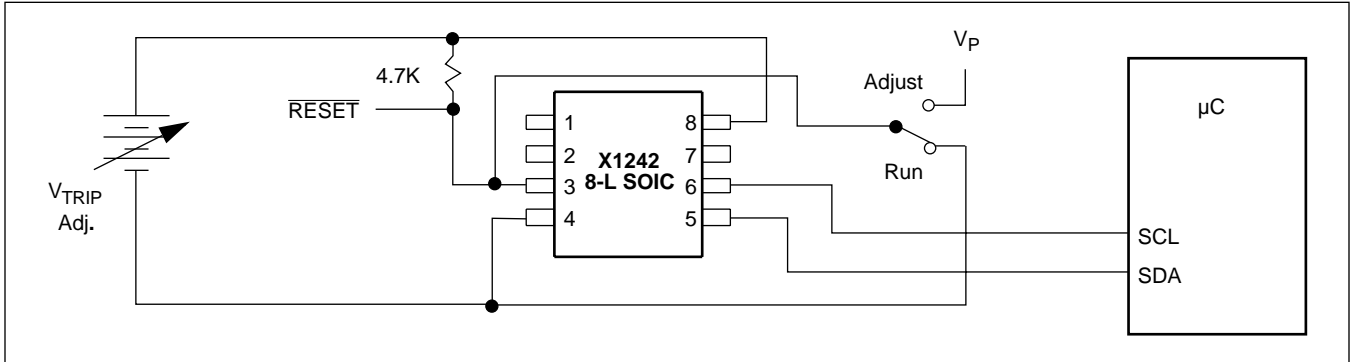 V_P
4.7K
Adjust
RESET
µC
1
8
2
7
X1242
8-L SOIC
3
6
Run
4
5
V_TRIP
Adj.
SCL
SDA